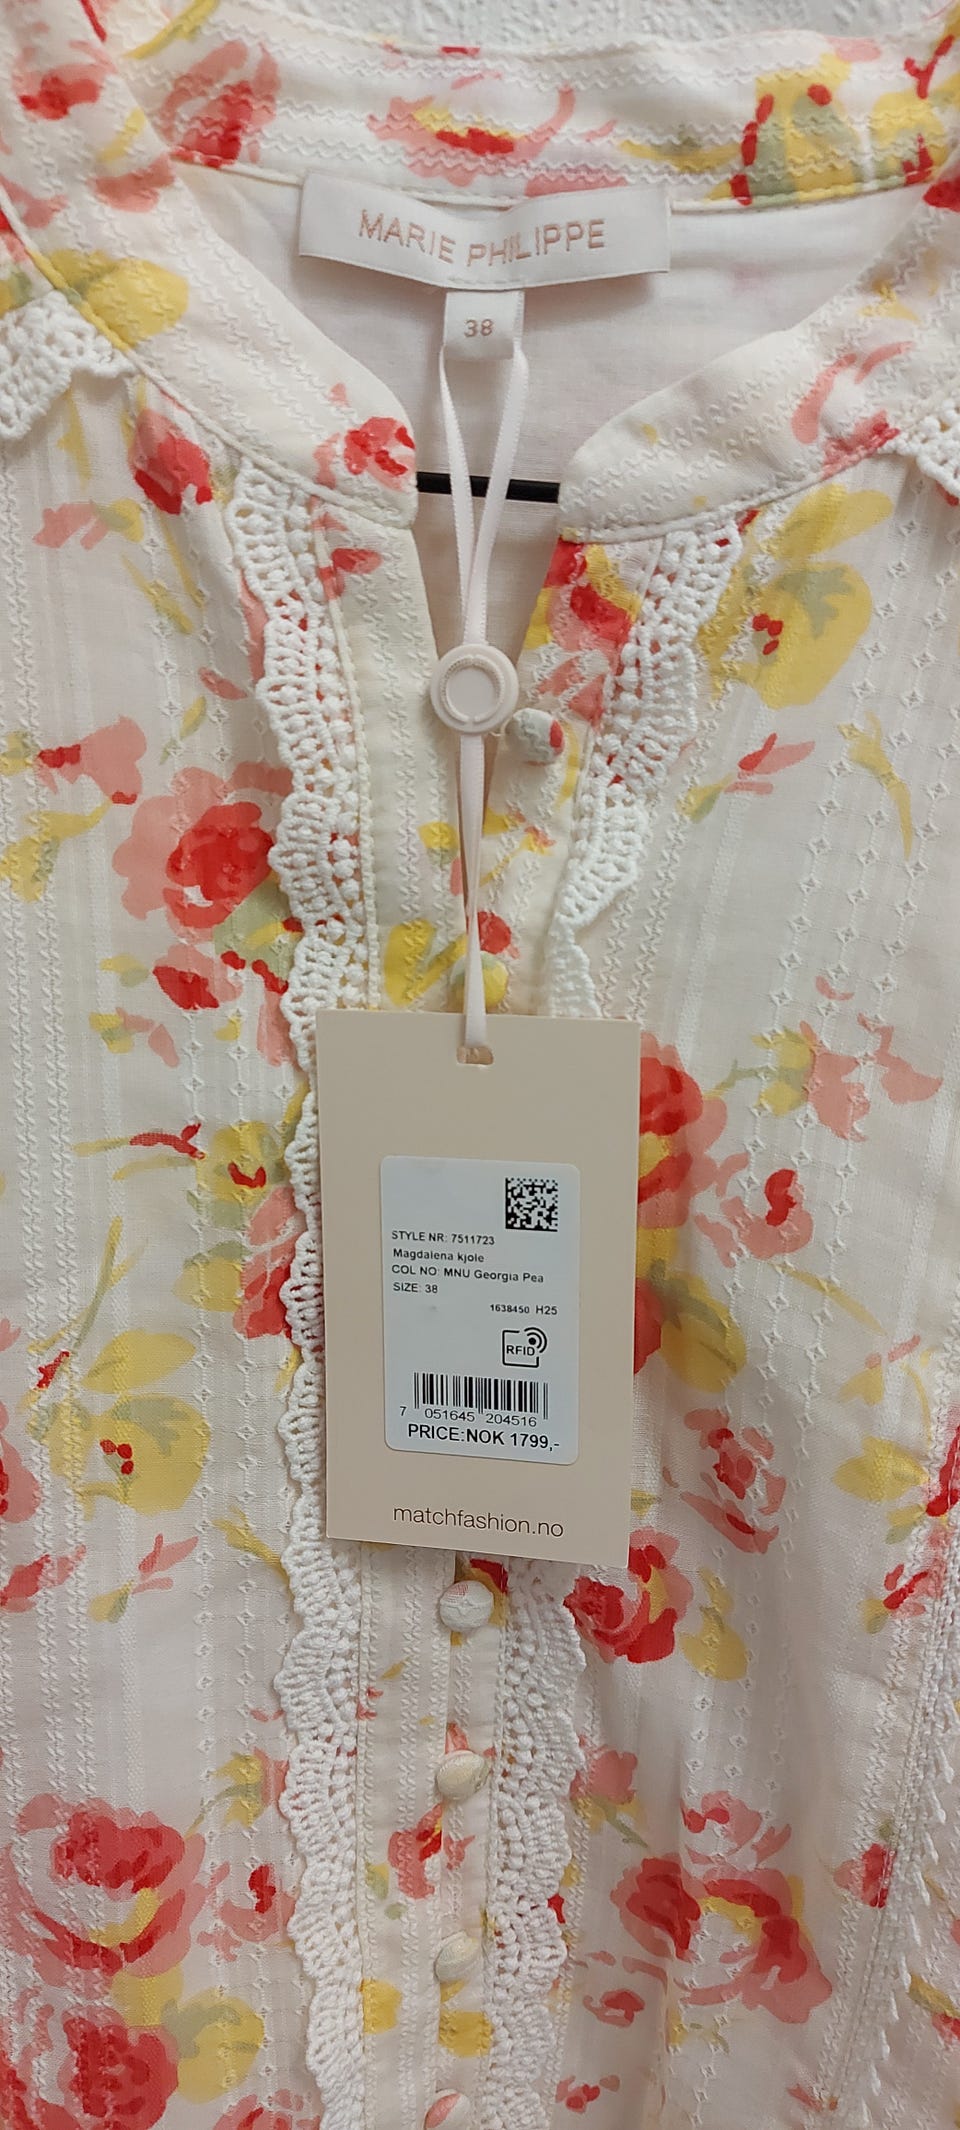 MARIE PHILIPPE
38
STYLE NR: 7511723
Magdalena kjole
COL NO: MNU Georgia Pea
SIZE: 38
1638450 H25
RFID
7 051645 204516
PRICE:NOK 1799,-
matchfashion.no